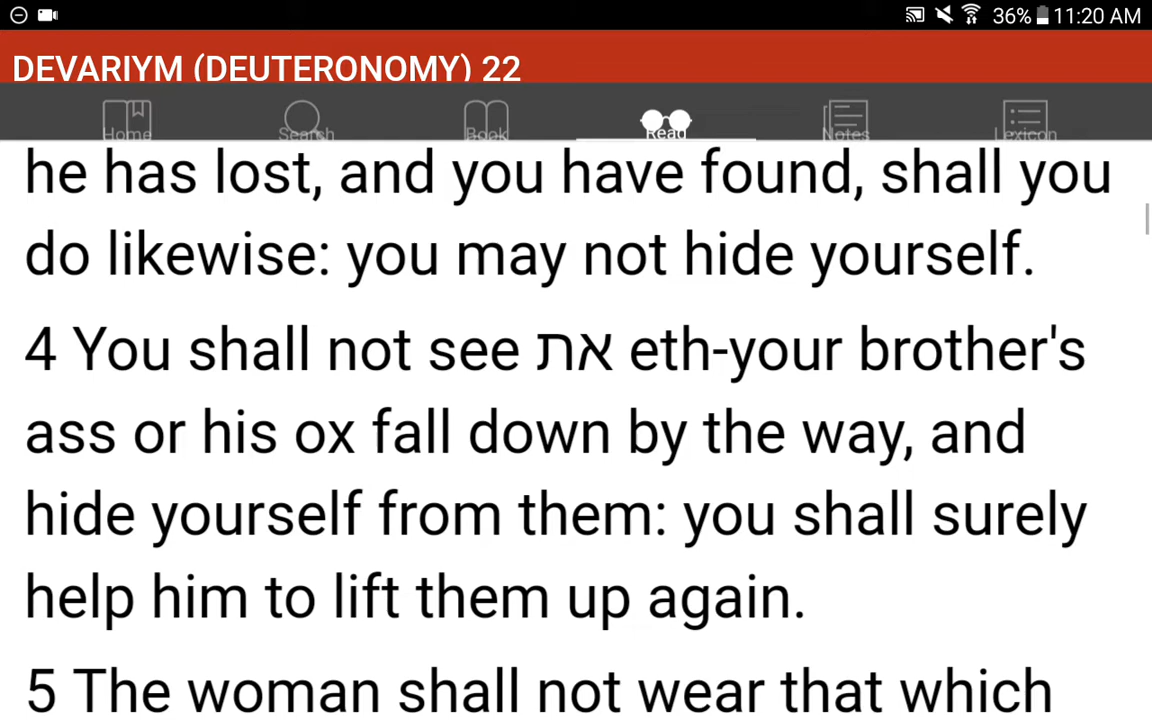 36% 11:20 AM
DEVARIYM (DEUTERONOMY) 22
Home Search Book Read Notes Lexicon
he has lost, and you have found, shall you
do likewise: you may not hide yourself.
4 You shall not see את eth-your brother's
ass or his ox fall down by the way, and
hide yourself from them: you shall surely
help him to lift them up again.
5 The woman shall not wear that which